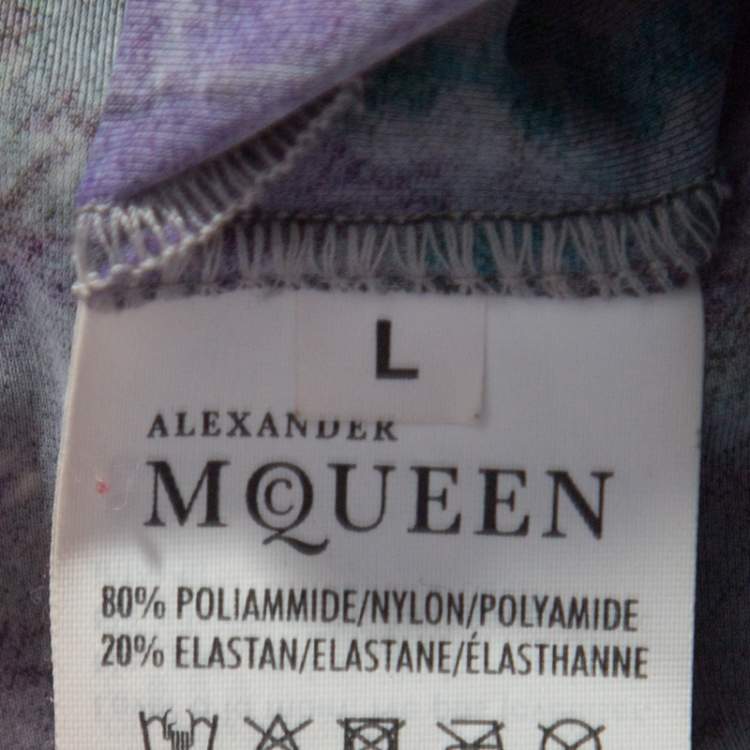 L
ALEXANDER
McQUEEN
80% POLIAMMIDE/NYLON/POLYAMIDE
20% ELASTAN/ELASTANE/ÉLASTHANNE